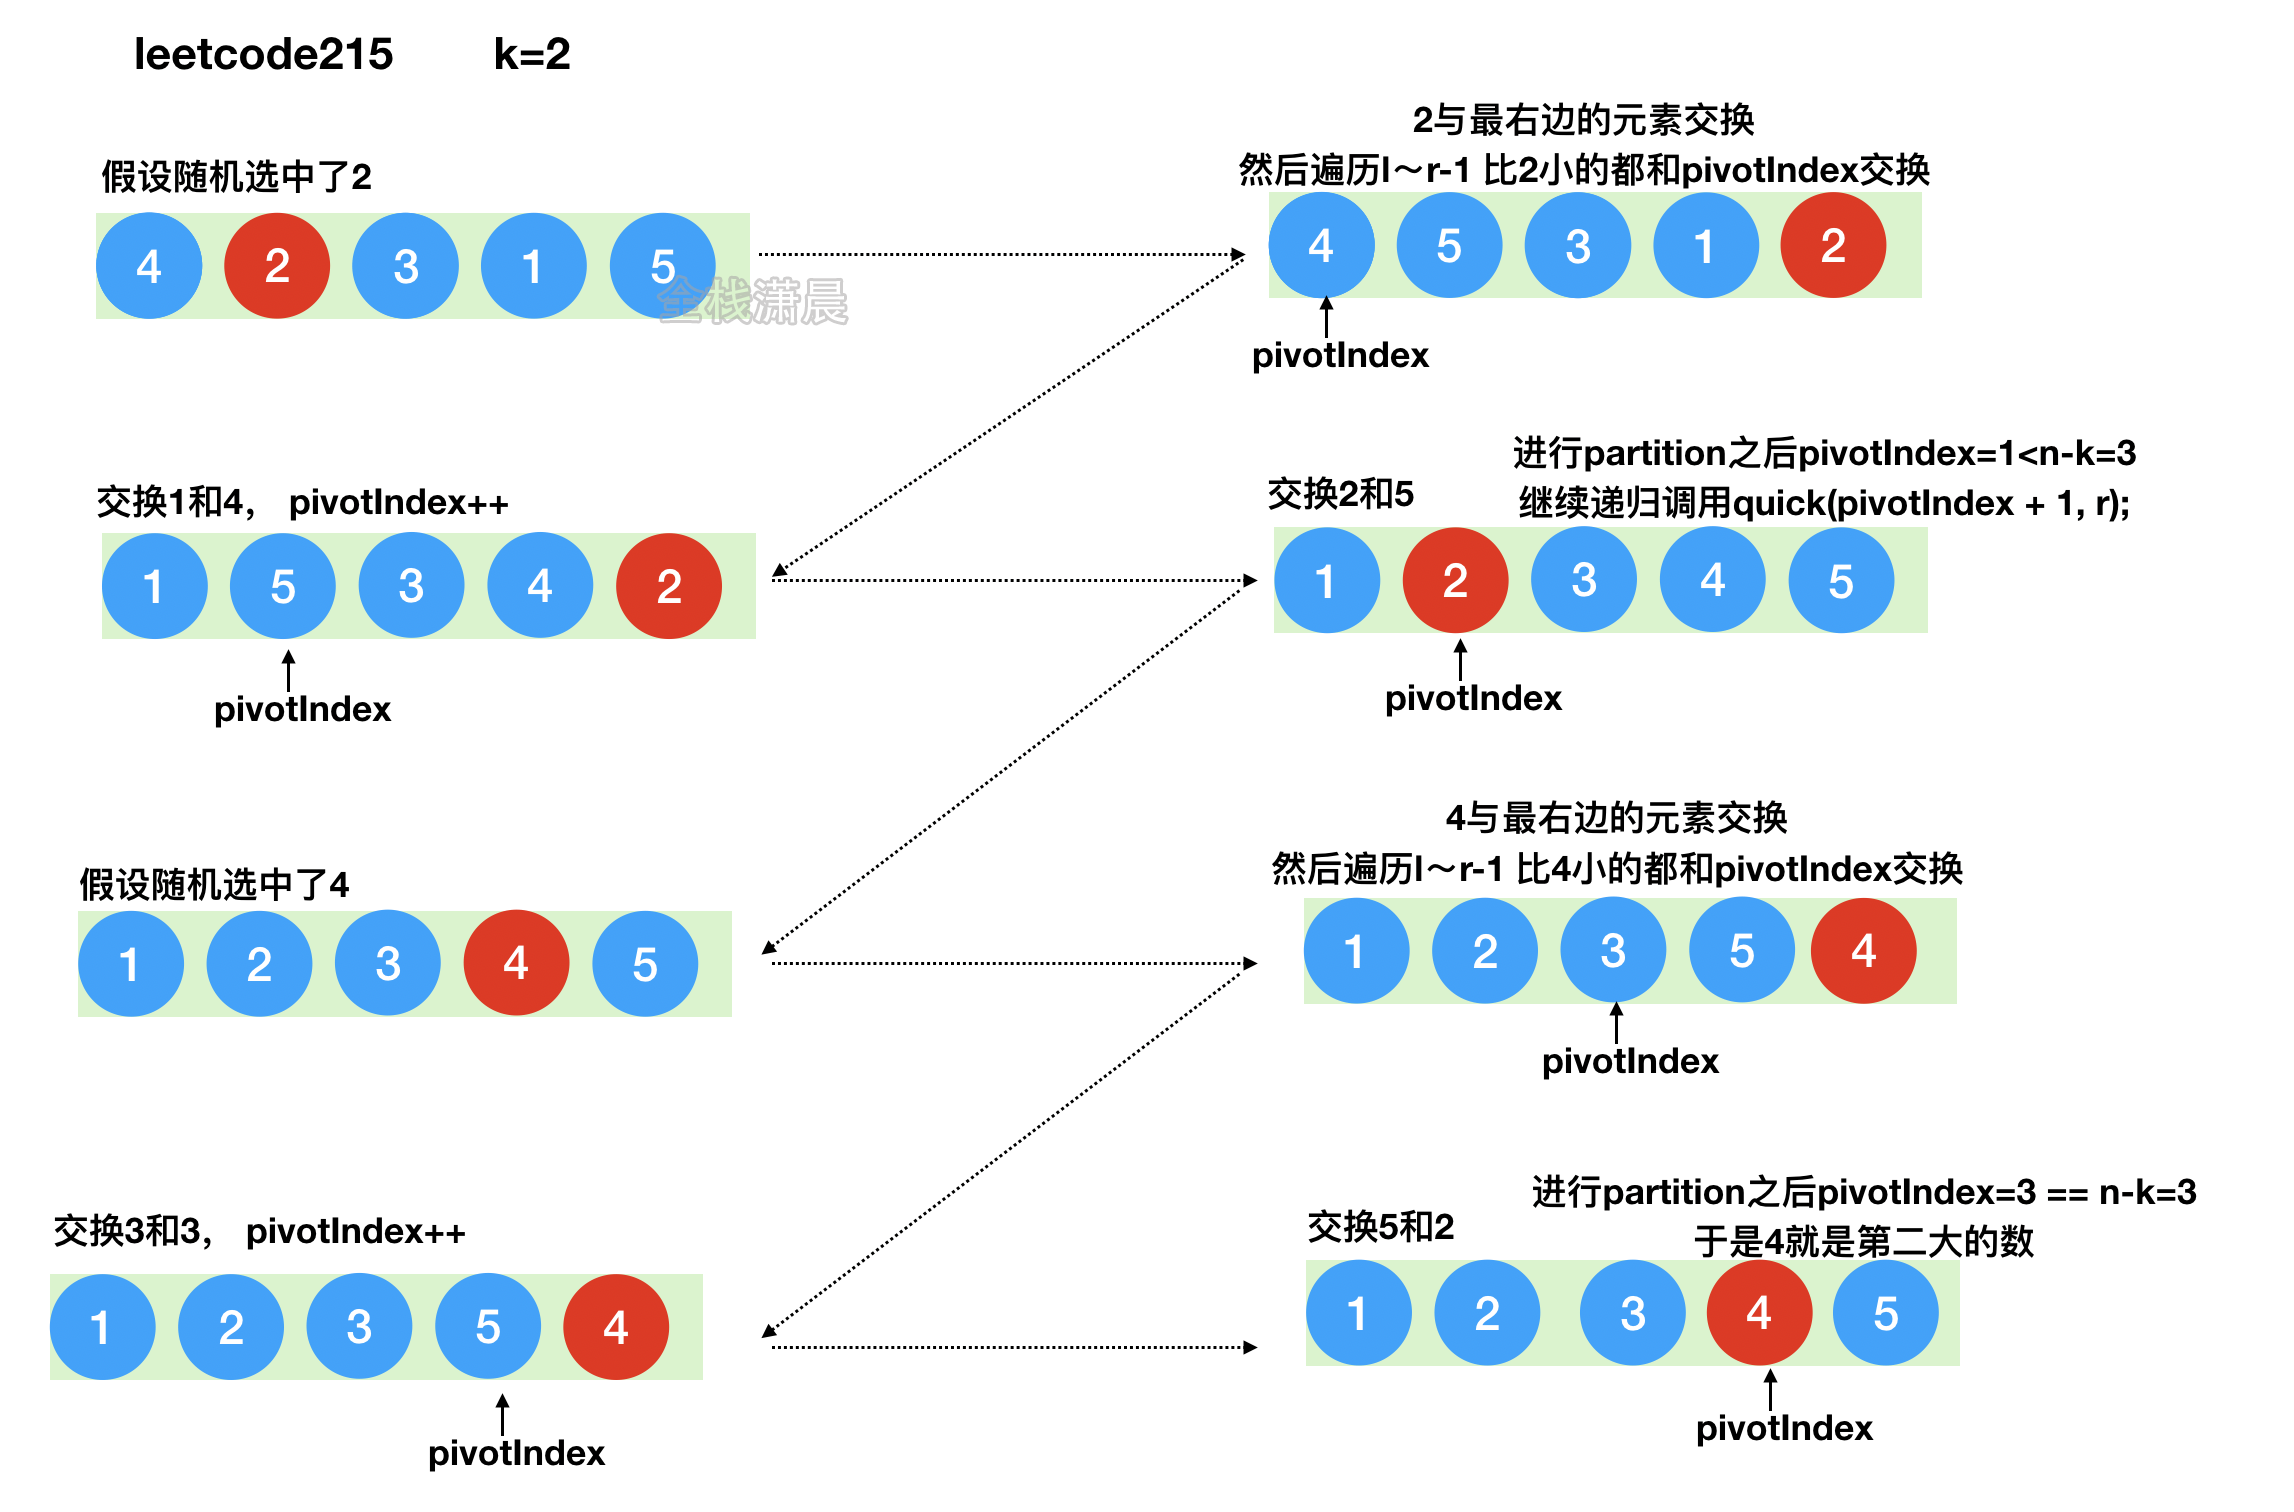 leetcode215 k=2
假设随机选中了2
4 2 3 1 5
全栈潇晨
2与最右边的元素交换
然后遍历l～r-1 比2小的都和pivotIndex交换
4 5 3 1 2
pivotIndex
交换1和4， pivotIndex++
1 5 3 4 2
pivotIndex
进行partition之后pivotIndex=1<n-k=3
继续递归调用quick(pivotIndex + 1, r);
交换2和5
1 2 3 4 5
pivotIndex
假设随机选中了4
1 2 3 4 5
4与最右边的元素交换
然后遍历l～r-1 比4小的都和pivotIndex交换
1 2 3 5 4
pivotIndex
交换3和3， pivotIndex++
1 2 3 5 4
pivotIndex
进行partition之后pivotIndex=3 == n-k=3
于是4就是第二大的数
交换5和2
1 2 3 4 5
pivotIndex